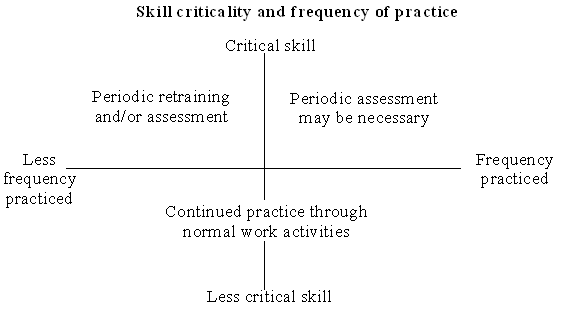 Skill criticality and frequency of practice
Critical skill
Periodic retraining
and/or assessment
Periodic assessment
may be necessary
Less
frequency
practiced
Frequency
practiced
Continued practice through
normal work activities
Less critical skill